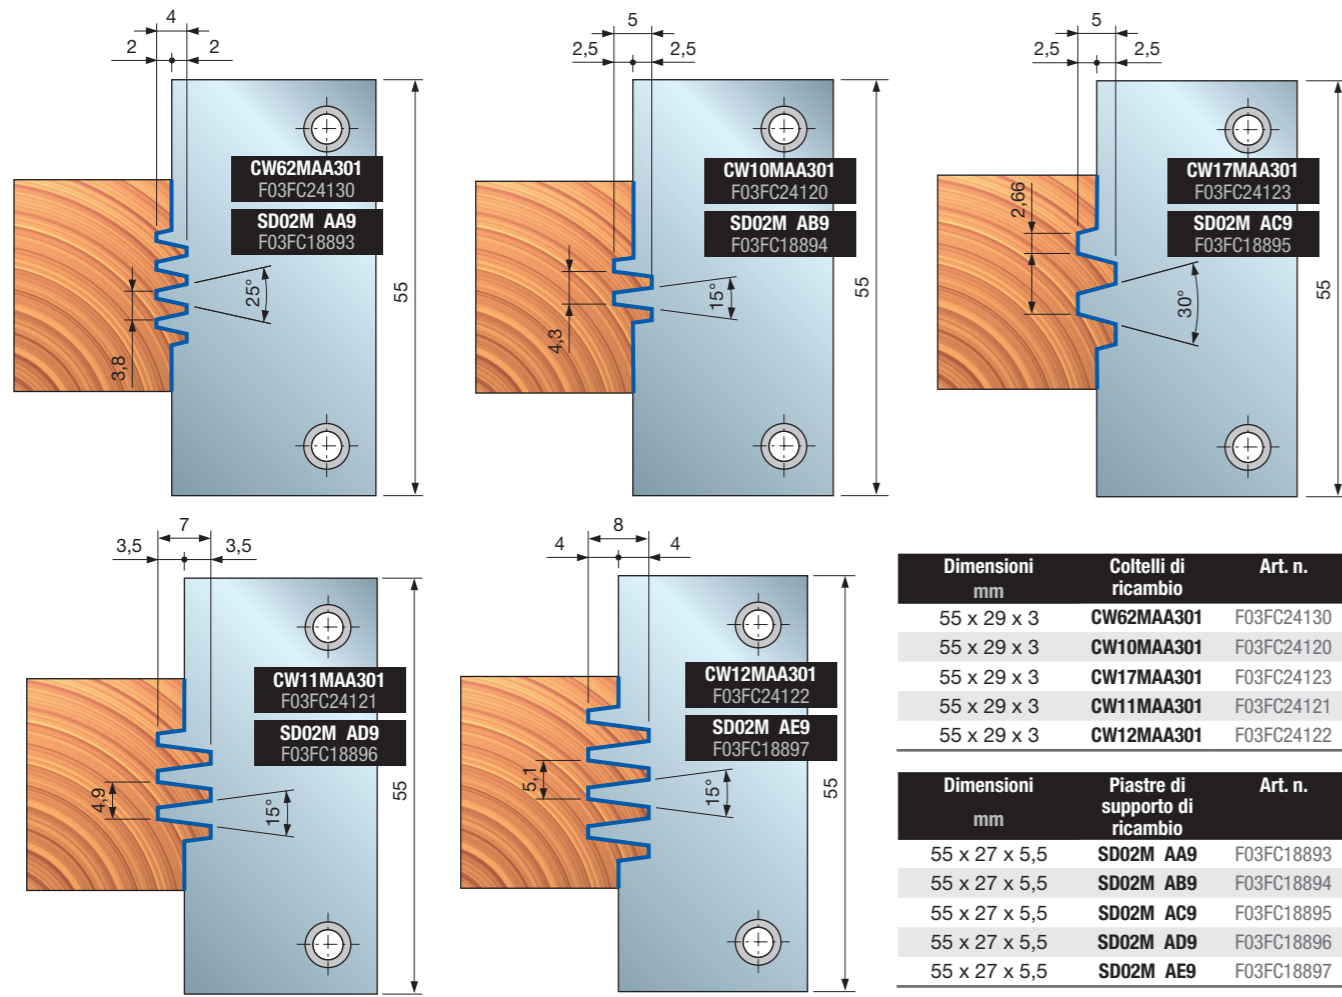 4
2 2
CW62MAA301
F03FC24130
SD02M AA9
F03FC18893
25°
3,8
55
5
2,5 2,5
CW10MAA301
F03FC24120
SD02M AB9
F03FC18894
15°
4,3
55
5
2,5 2,5
2,66
CW17MAA301
F03FC24123
SD02M AC9
F03FC18895
30°
55
7
3,5 3,5
CW11MAA301
F03FC24121
SD02M AD9
F03FC18896
4,9
15°
55
8
4 4
CW12MAA301
F03FC24122
SD02M AE9
F03FC18897
5,1
15°
55
Dimensioni Coltelli di Art. n.
mm ricambio
55 x 29 x 3 CW62MAA301 F03FC24130
55 x 29 x 3 CW10MAA301 F03FC24120
55 x 29 x 3 CW17MAA301 F03FC24123
55 x 29 x 3 CW11MAA301 F03FC24121
55 x 29 x 3 CW12MAA301 F03FC24122
Dimensioni Piastre di Art. n.
supporto di
mm ricambio
55 x 27 x 5,5 SD02M AA9 F03FC18893
55 x 27 x 5,5 SD02M AB9 F03FC18894
55 x 27 x 5,5 SD02M AC9 F03FC18895
55 x 27 x 5,5 SD02M AD9 F03FC18896
55 x 27 x 5,5 SD02M AE9 F03FC18897